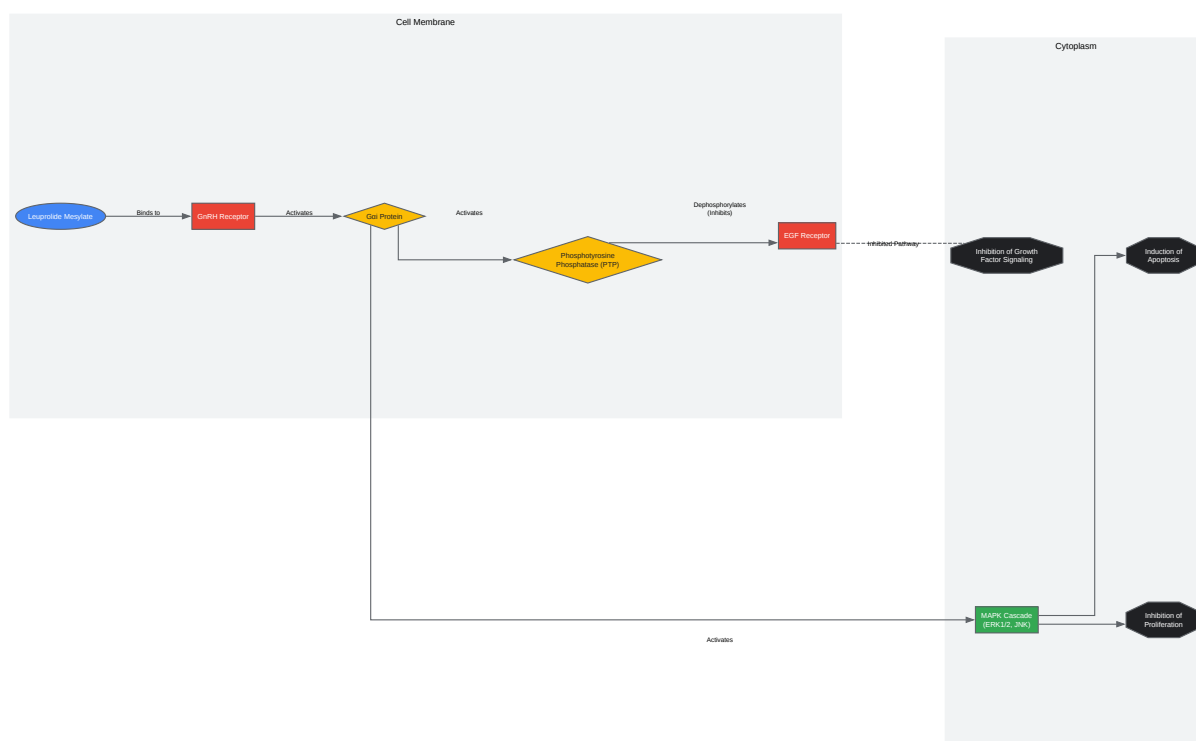 Cell Membrane
Cytoplasm
Leuprolide Mesylate
Binds to
GnRH Receptor
Activates
Gαi Protein
Activates
Phosphotyrosine
Phosphatase (PTP)
Dephosphorylates
(Inhibits)
EGF Receptor
Inhibited Pathway
Inhibition of Growth
Factor Signaling
Induction of
Apoptosis
Activates
MAPK Cascade
(ERK1/2, JNK)
Inhibition of
Proliferation